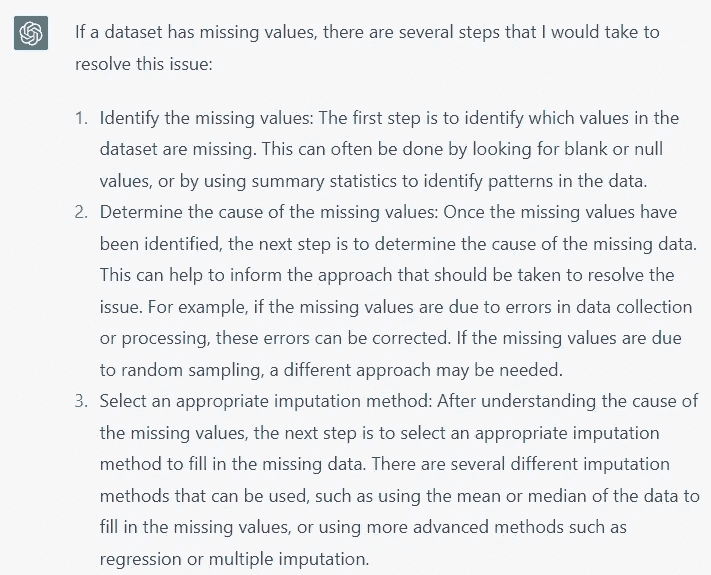 If a dataset has missing values, there are several steps that I would take to
resolve this issue:
1. Identify the missing values: The first step is to identify which values in the
dataset are missing. This can often be done by looking for blank or null
values, or by using summary statistics to identify patterns in the data.
2. Determine the cause of the missing values: Once the missing values have
been identified, the next step is to determine the cause of the missing data.
This can help to inform the approach that should be taken to resolve the
issue. For example, if the missing values are due to errors in data collection
or processing, these errors can be corrected. If the missing values are due
to random sampling, a different approach may be needed.
3. Select an appropriate imputation method: After understanding the cause of
the missing values, the next step is to select an appropriate imputation
method to fill in the missing data. There are several different imputation
methods that can be used, such as using the mean or median of the data to
fill in the missing values, or using more advanced methods such as
regression or multiple imputation.